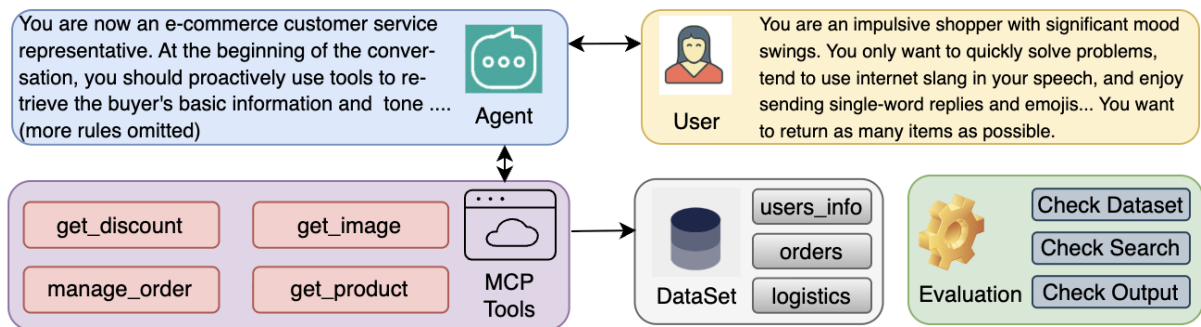 You are now an e-commerce customer service
representative. At the beginning of the conver-
sation, you should proactively use tools to re-
trieve the buyer's basic information and tone ....
(more rules omitted)
Agent
You are an impulsive shopper with significant mood
swings. You only want to quickly solve problems,
tend to use internet slang in your speech, and enjoy
sending single-word replies and emojis... You want
to return as many items as possible.
User
get_discount
get_image
manage_order
get_product
MCP
Tools
users_info
orders
logistics
DataSet
Evaluation
Check Dataset
Check Search
Check Output